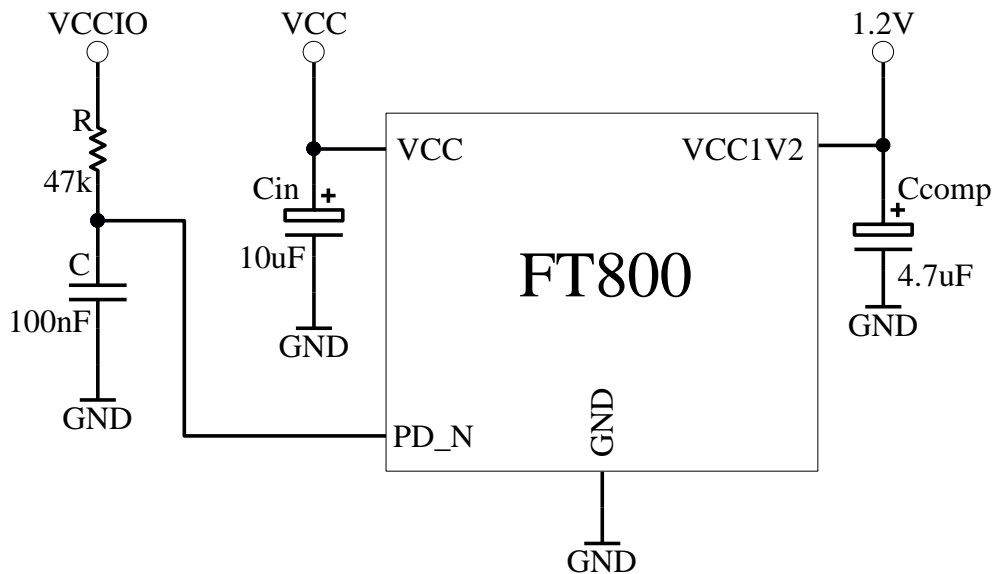 VCCIO
VCC
1.2V
R
47k
VCC
VCC1V2
Cin
+
10uF
+
Ccomp
4.7uF
C
100nF
FT800
GND
GND
GND
PD_N
GND
GND